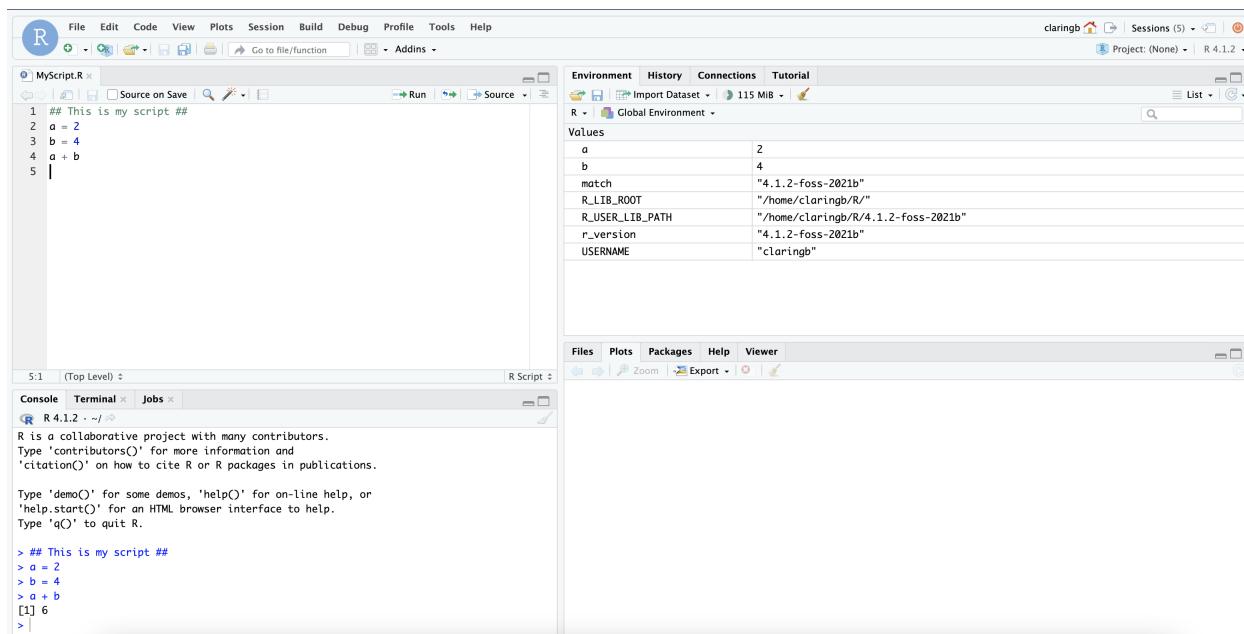 R File Edit Code View Plots Session Build Debug Profile Tools Help claringb Sessions (5)
Go to file/function Addins Project: (None) R 4.1.2
MyScript.R
Source on Save Run Source
1 ## This is my script ##
2 a = 2
3 b = 4
4 a + b
5
5:1 (Top Level) R Script
Console Terminal Jobs
R 4.1.2 · ~/
R is a collaborative project with many contributors.
Type 'contributors()' for more information and
'citation()' on how to cite R or R packages in publications.
Type 'demo()' for some demos, 'help()' for on-line help, or
'help.start()' for an HTML browser interface to help.
Type 'q()' to quit R.
> ## This is my script ##
> a = 2
> b = 4
> a + b
[1] 6
>
Environment History Connections Tutorial
Import Dataset 115 MiB List
R Global Environment
Values
a 2
b 4
match "4.1.2-foss-2021b"
R_LIB_ROOT "/home/claringb/R/"
R_USER_LIB_PATH "/home/claringb/R/4.1.2-foss-2021b"
r_version "4.1.2-foss-2021b"
USERNAME "claringb"
Files Plots Packages Help Viewer
Zoom Export